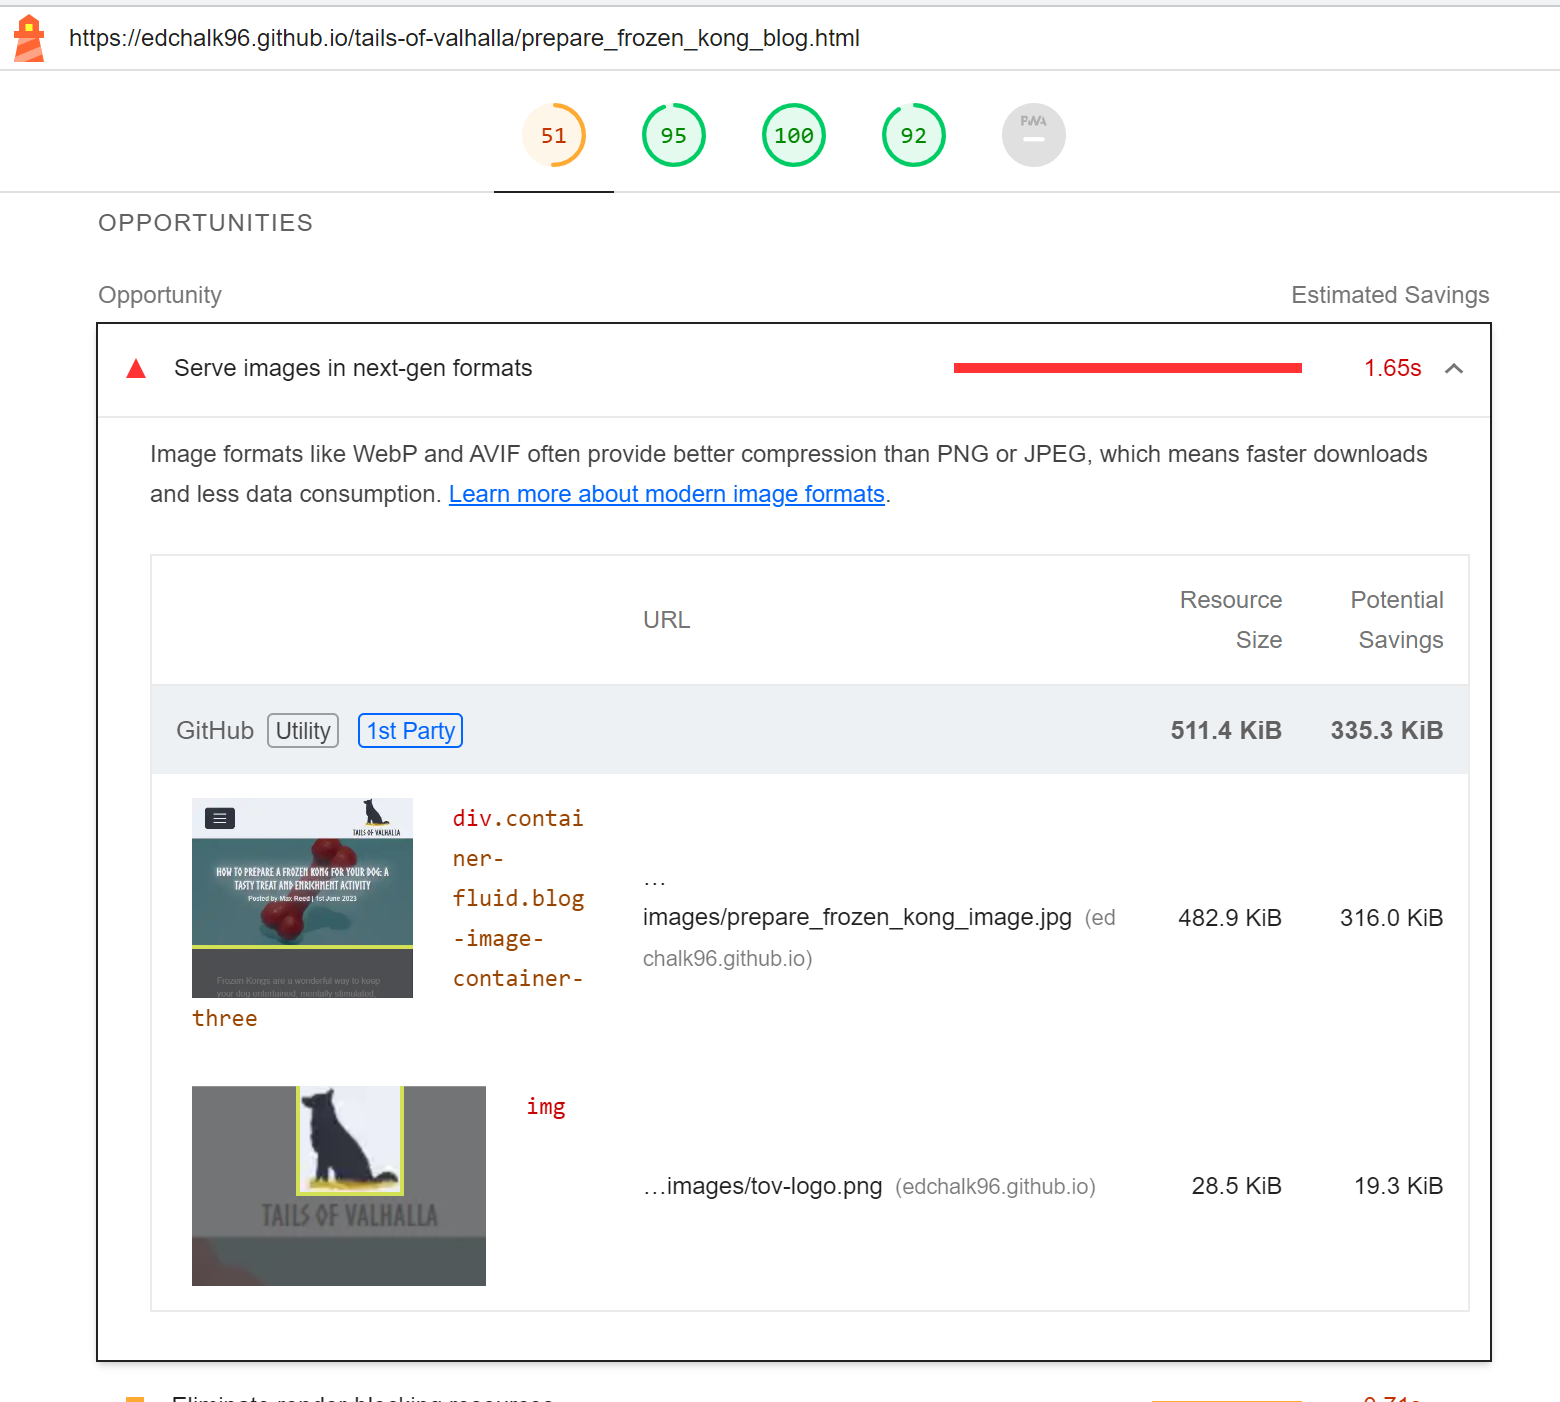 https://edchalk96.github.io/tails-of-valhalla/prepare_frozen_kong_blog.html
51
95
100
92
PWA
OPPORTUNITIES
Opportunity
Estimated Savings
Serve images in next-gen formats
1.65s
Image formats like WebP and AVIF often provide better compression than PNG or JPEG, which means faster downloads
and less data consumption. Learn more about modern image formats.
URL
Resource
Size
Potential
Savings
GitHub Utility 1st Party
511.4 KiB
335.3 KiB
TAILS OF VALHALLA
HOW TO PREPARE A FROZEN KONG FOR YOUR DOG: A
TASTY TREAT AND ENRICHMENT ACTIVITY
Posted by Max Reed | 1st June 2023
Frozen Kongs are a wonderful way to keep
your dog entertained, mentally stimulated,
div.contai
ner-
fluid.blog
-image-
container-
three
…
images/prepare_frozen_kong_image.jpg (ed
chalk96.github.io)
482.9 KiB
316.0 KiB
TAILS OF VALHALLA
img
…images/tov-logo.png (edchalk96.github.io)
28.5 KiB
19.3 KiB
Eliminate render-blocking resources
0.71s